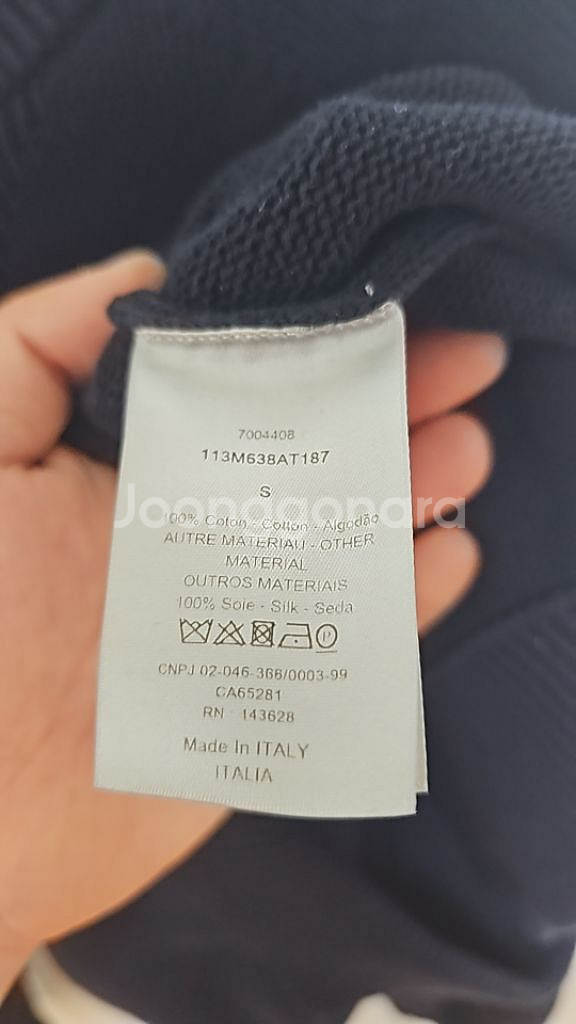 7004408
113M638AT187
S
Joongonara
100% Coton - Cotton - Algodão
AUTRE MATERIAU - OTHER
MATERIAL
OUTROS MATERIAIS
100% Soie - Silk - Seda
P
CNPJ 02-046-366/0003-99
CA65281
RN - 143628
Made In ITALY
ITALIA